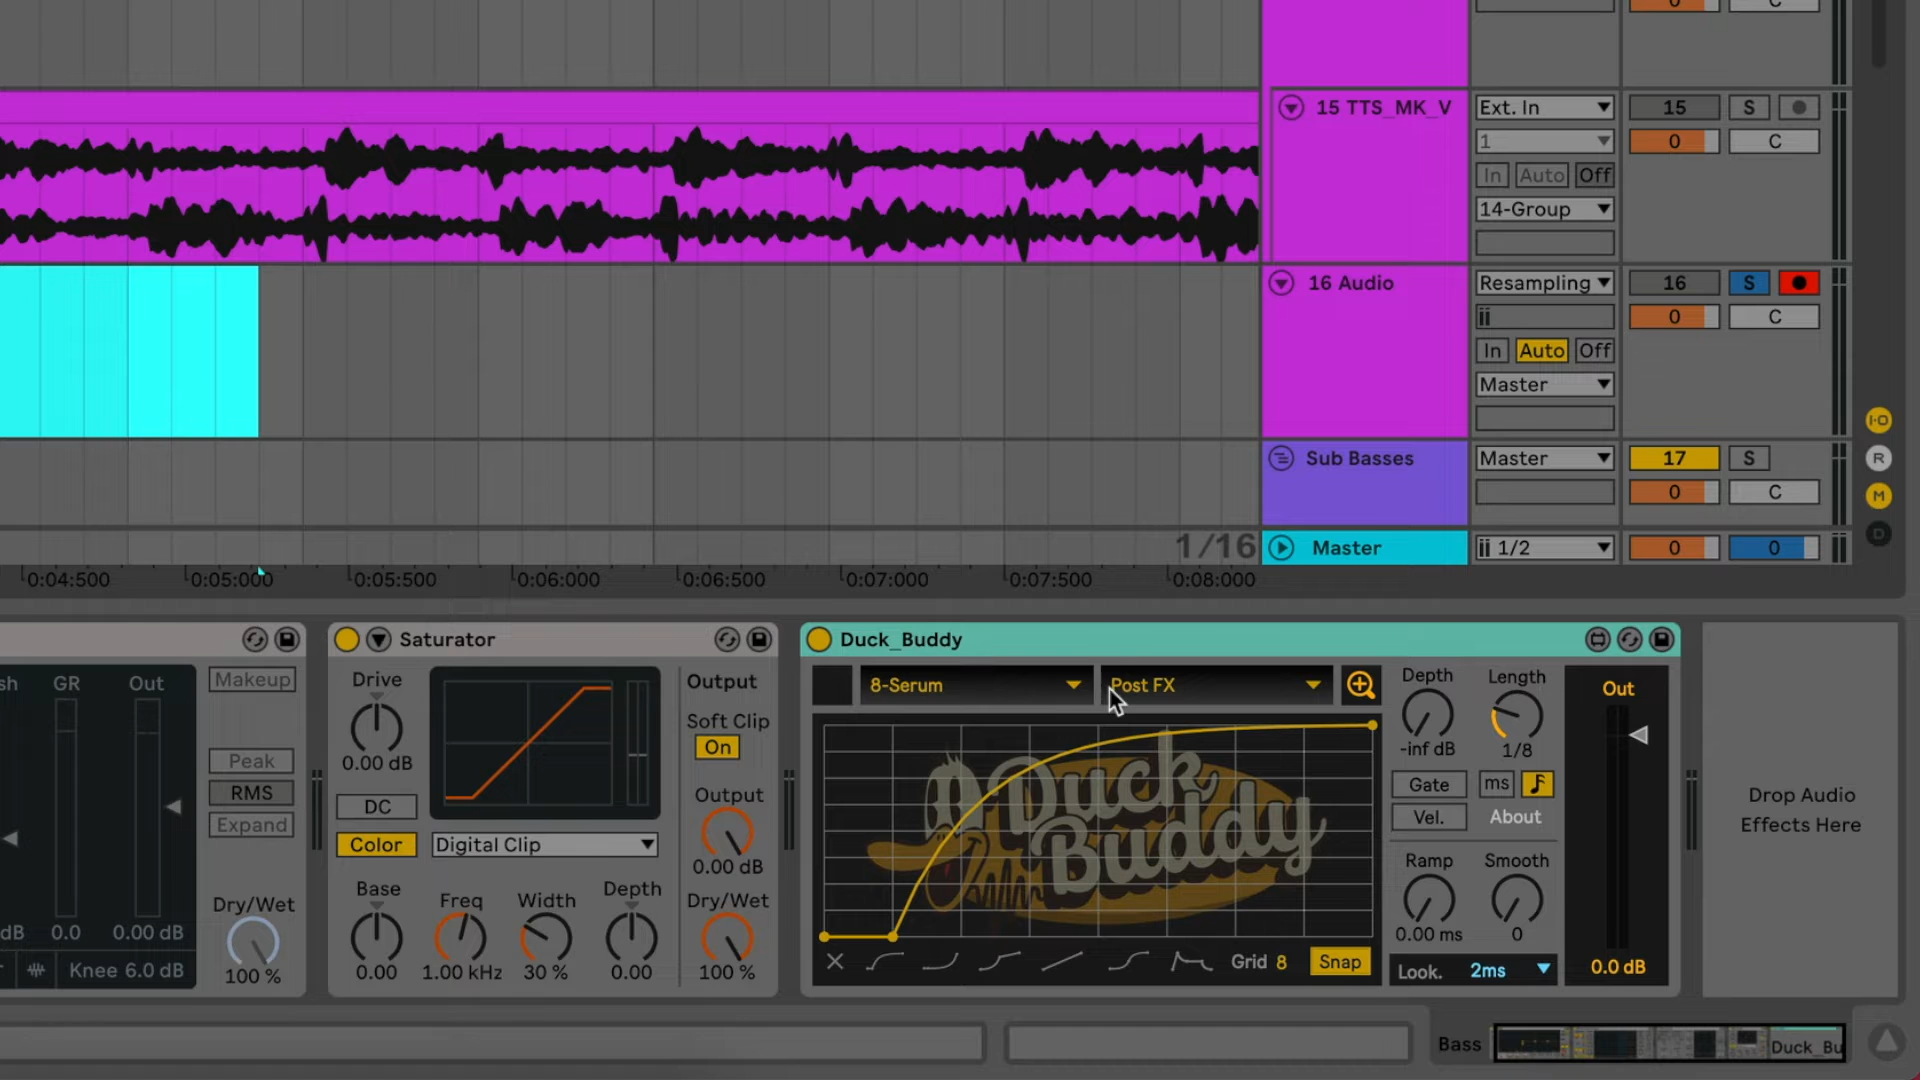 0
C
15 TTS_MK_V
Ext. In
15
S
1
0
C
In
Auto
Off
14-Group
16 Audio
Resampling
16
S
0
C
In
Auto
Off
Master
I·O
Sub Basses
Master
17
S
R
0
C
M
1/16
Master
1/2
0
0
D
0:04:500
0:05:000
0:05:500
0:06:000
0:06:500
0:07:000
0:07:500
0:08:000
Saturator
Duck_Buddy
sh
GR
Out
Makeup
Peak
RMS
Expand
Dry/Wet
100 %
dB
0.0
0.00 dB
Knee 6.0 dB
Drive
0.00 dB
DC
Color
Digital Clip
Base
0.00
Freq
1.00 kHz
Width
30 %
Depth
0.00
Output
Soft Clip
On
Output
0.00 dB
Dry/Wet
100 %
8-Serum
Post FX
Duck
Buddy
Grid 8
Snap
Depth
-inf dB
Length
1/8
Gate
ms
Vel.
About
Ramp
0.00 ms
Smooth
0
Look. 2ms
Out
0.0 dB
Drop Audio
Effects Here
Bass
Duck_Bu